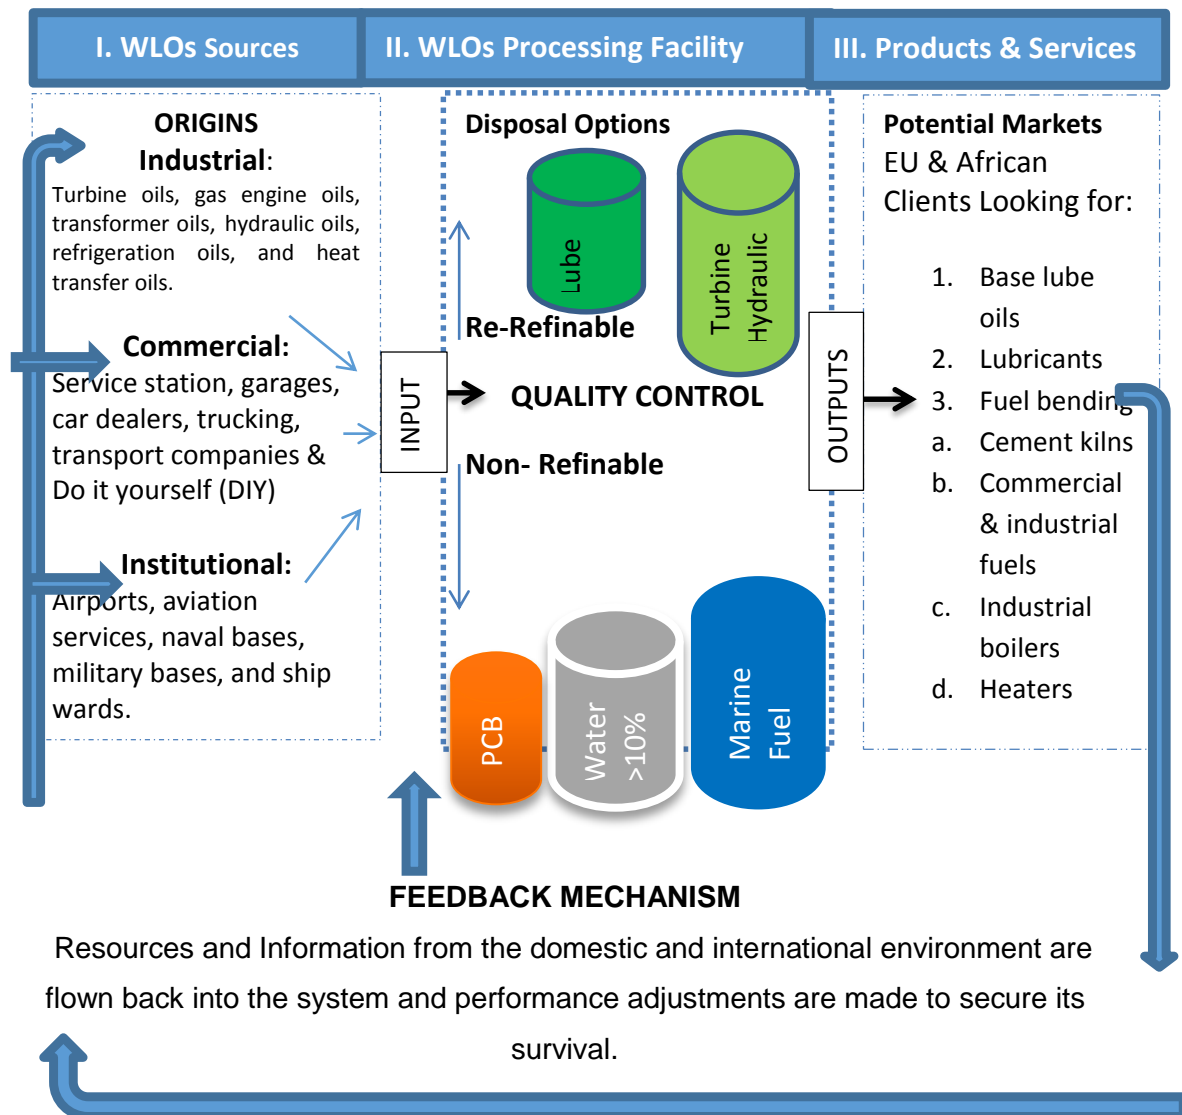 I. WLOs Sources
II. WLOs Processing Facility
III. Products & Services
ORIGINS
Industrial:
Turbine oils, gas engine oils,
transformer oils, hydraulic oils,
refrigeration oils, and heat
transfer oils.
Commercial:
Service station, garages,
car dealers, trucking,
transport companies &
Do it yourself (DIY)
Institutional:
Airports, aviation
services, naval bases,
military bases, and ship
wards.
INPUT
Disposal Options
Lube
Turbine
Hydraulic
Re-Refinable
QUALITY CONTROL
Non- Refinable
PCB
Water
>10%
Marine
Fuel
OUTPUTS
Potential Markets
EU & African
Clients Looking for:
1. Base lube
oils
2. Lubricants
3. Fuel bending
a. Cement kilns
b. Commercial
& industrial
fuels
c. Industrial
boilers
d. Heaters
FEEDBACK MECHANISM
Resources and Information from the domestic and international environment are
flown back into the system and performance adjustments are made to secure its
survival.